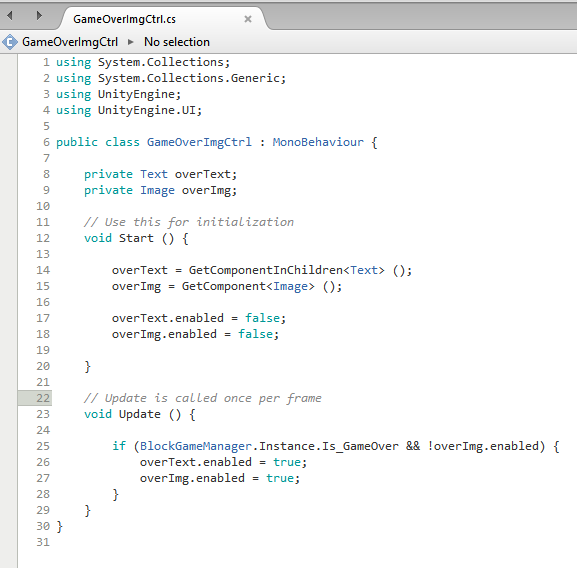 GameOverImgCtrl.cs ×
GameOverImgCtrl ▸ No selection
1 using System.Collections;
2 using System.Collections.Generic;
3 using UnityEngine;
4 using UnityEngine.UI;
5
6 public class GameOverImgCtrl : MonoBehaviour {
7
8     private Text overText;
9     private Image overImg;
10
11     // Use this for initialization
12     void Start () {
13
14         overText = GetComponentInChildren<Text> ();
15         overImg = GetComponent<Image> ();
16
17         overText.enabled = false;
18         overImg.enabled = false;
19
20     }
21
22     // Update is called once per frame
23     void Update () {
24
25         if (BlockGameManager.Instance.Is_GameOver && !overImg.enabled) {
26             overText.enabled = true;
27             overImg.enabled = true;
28         }
29     }
30 }
31